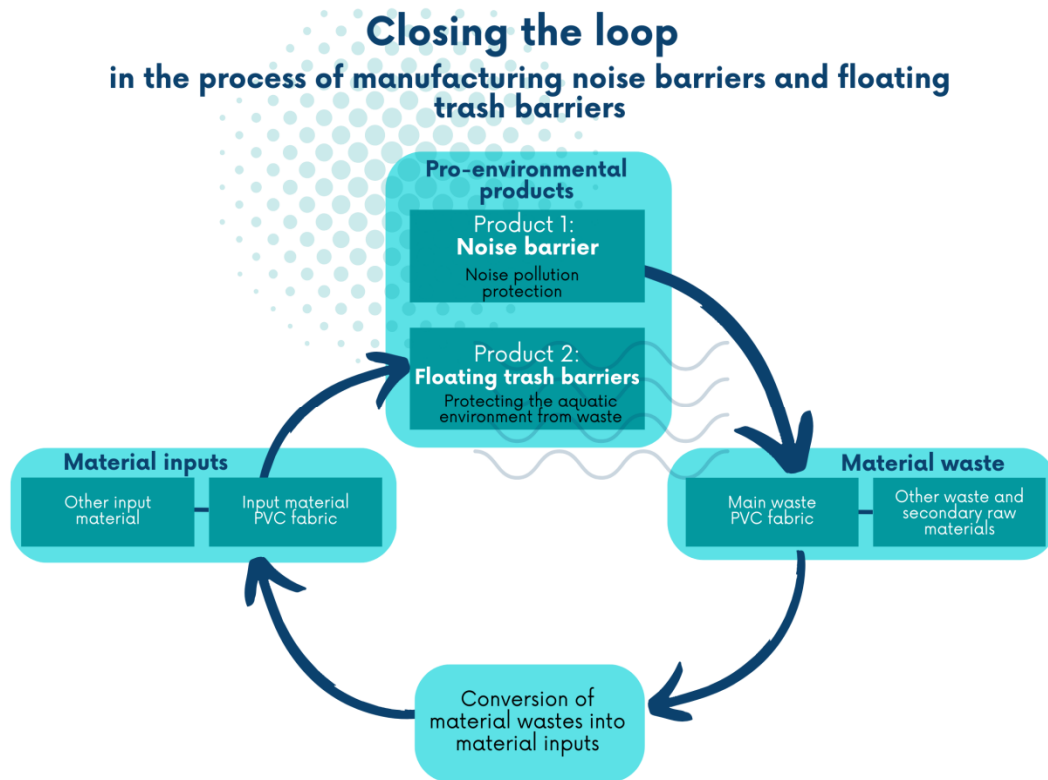 Closing the loop
in the process of manufacturing noise barriers and floating
trash barriers
Pro-environmental
products
Product 1:
Noise barrier
Noise pollution
protection
Product 2:
Floating trash barriers
Protecting the aquatic
environment from waste
Material inputs
Other input
material
Input material
PVC fabric
Material waste
Main waste
PVC fabric
Other waste and
secondary raw
materials
Conversion of
material wastes into
material inputs